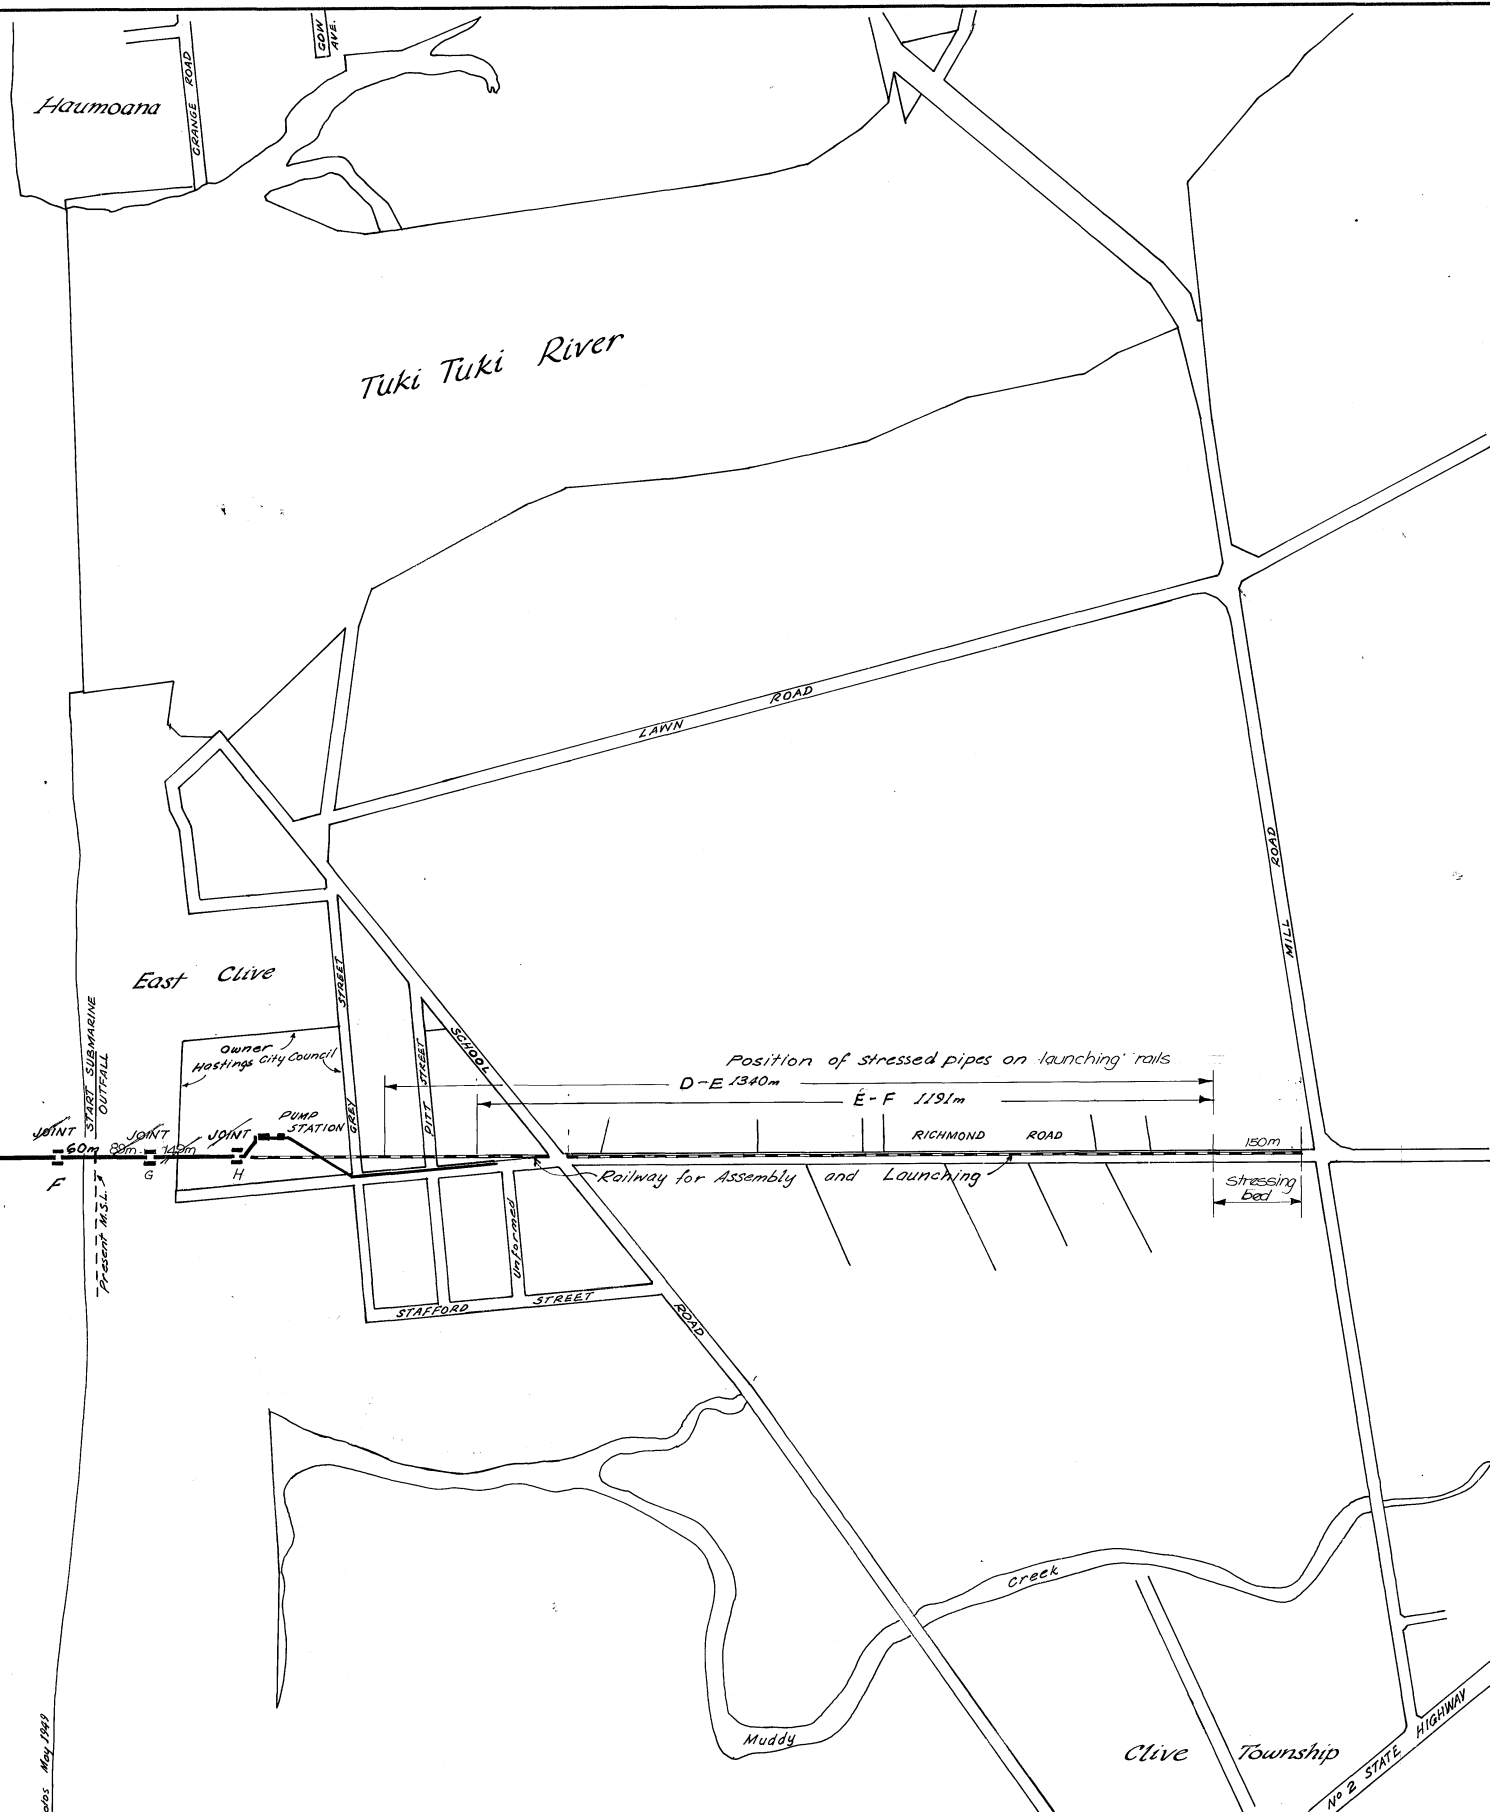 GOW
AVE.
GRANGE ROAD
Haumoana
Tuki Tuki River
LAWN ROAD
MILL ROAD
East Clive
GREY STREET
PITT STREET
SCHOOL ROAD
START SUBMARINE
OUTFALL
Owner
Hastings City Council
Position of stressed pipes on launching rails
D-E 1340m
E-F 1191m
PUMP
STATION
JOINT
JOINT
JOINT
60m
89m
149m
F
G
H
RICHMOND ROAD
150m
Stressing
bed
Railway for Assembly and Launching
Present M.S.L.
Unformed
STAFFORD STREET
Creek
Muddy
Clive Township
No 2 STATE HIGHWAY
May 1949